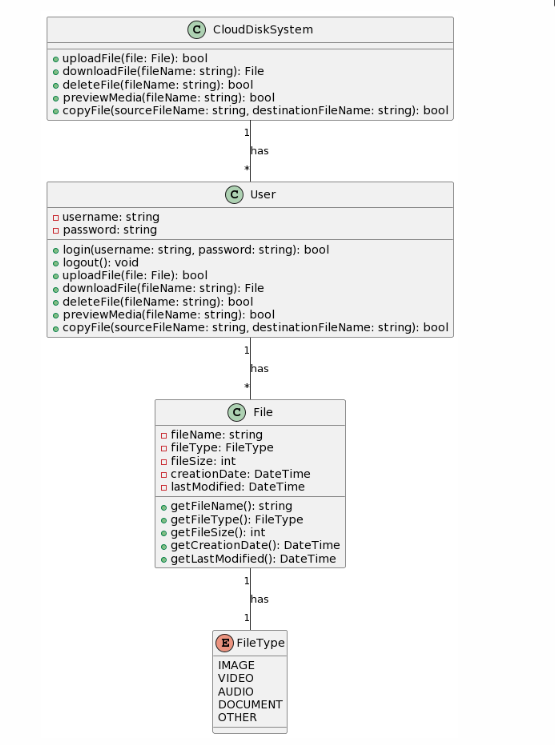 C CloudDiskSystem
uploadFile(file: File): bool
downloadFile(fileName: string): File
deleteFile(fileName: string): bool
previewMedia(fileName: string): bool
copyFile(sourceFileName: string, destinationFileName: string): bool
1
has
*
C User
username: string
password: string
login(username: string, password: string): bool
logout(): void
uploadFile(file: File): bool
downloadFile(fileName: string): File
deleteFile(fileName: string): bool
previewMedia(fileName: string): bool
copyFile(sourceFileName: string, destinationFileName: string): bool
1
has
*
C File
fileName: string
fileType: FileType
fileSize: int
creationDate: DateTime
lastModified: DateTime
getFileName(): string
getFileType(): FileType
getFileSize(): int
getCreationDate(): DateTime
getLastModified(): DateTime
1
has
1
E FileType
IMAGE
VIDEO
AUDIO
DOCUMENT
OTHER